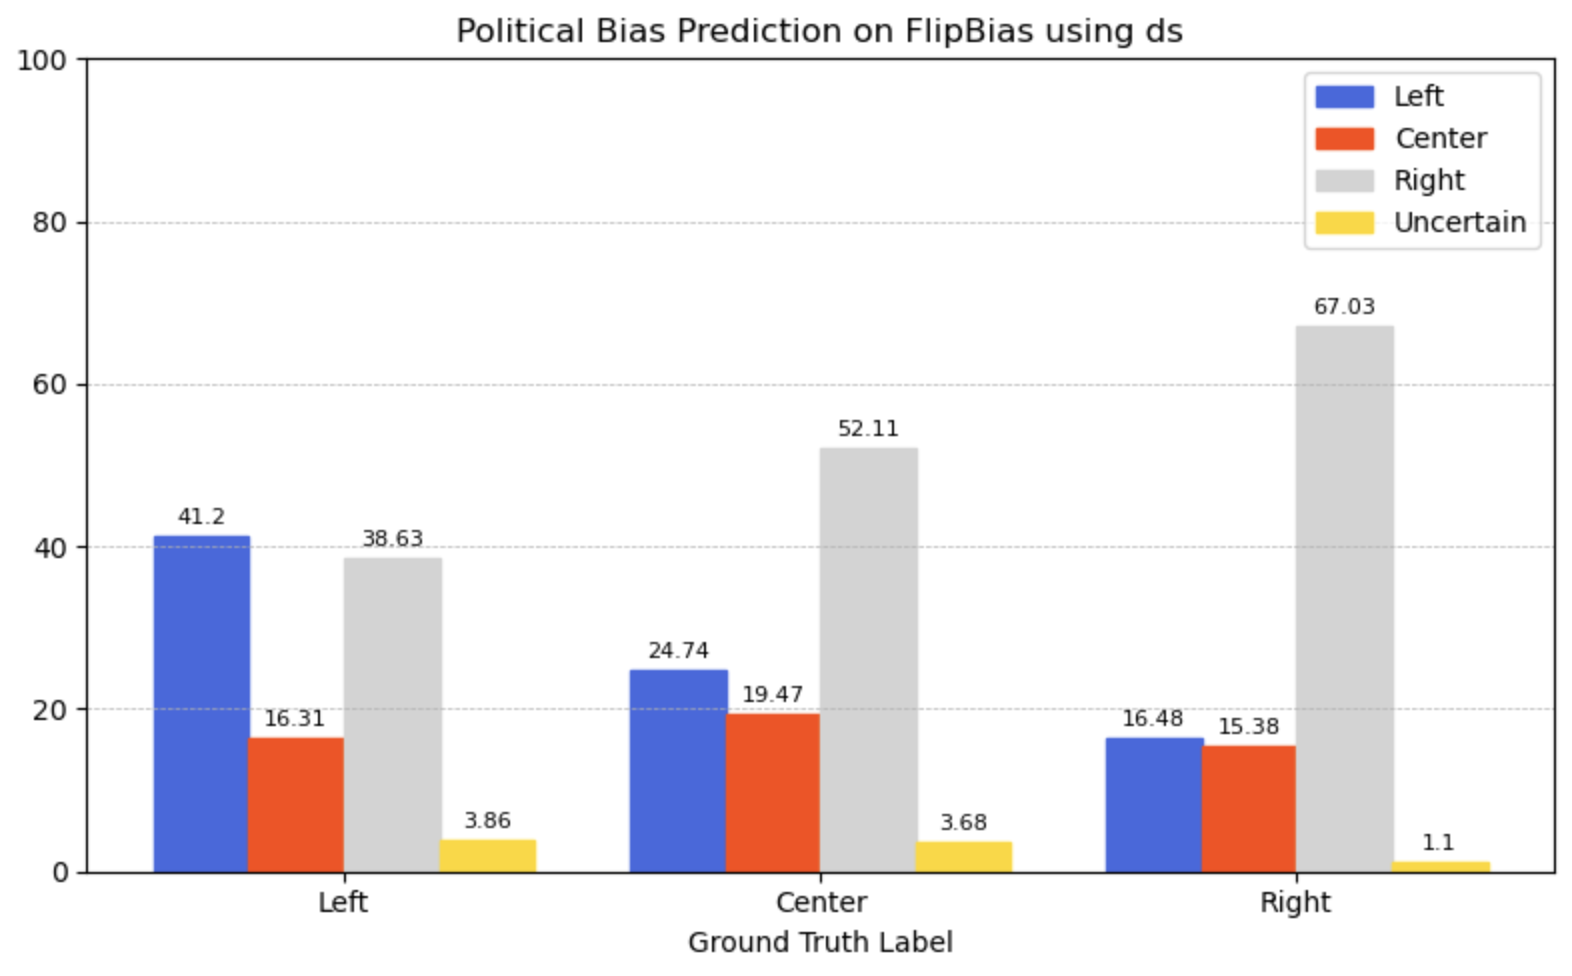 Political Bias Prediction on FlipBias using ds
100
80
60
40
20
0
Left
Center
Right
Uncertain
41.2
16.31
38.63
3.86
24.74
19.47
52.11
3.68
16.48
15.38
67.03
1.1
Left
Center
Right
Ground Truth Label